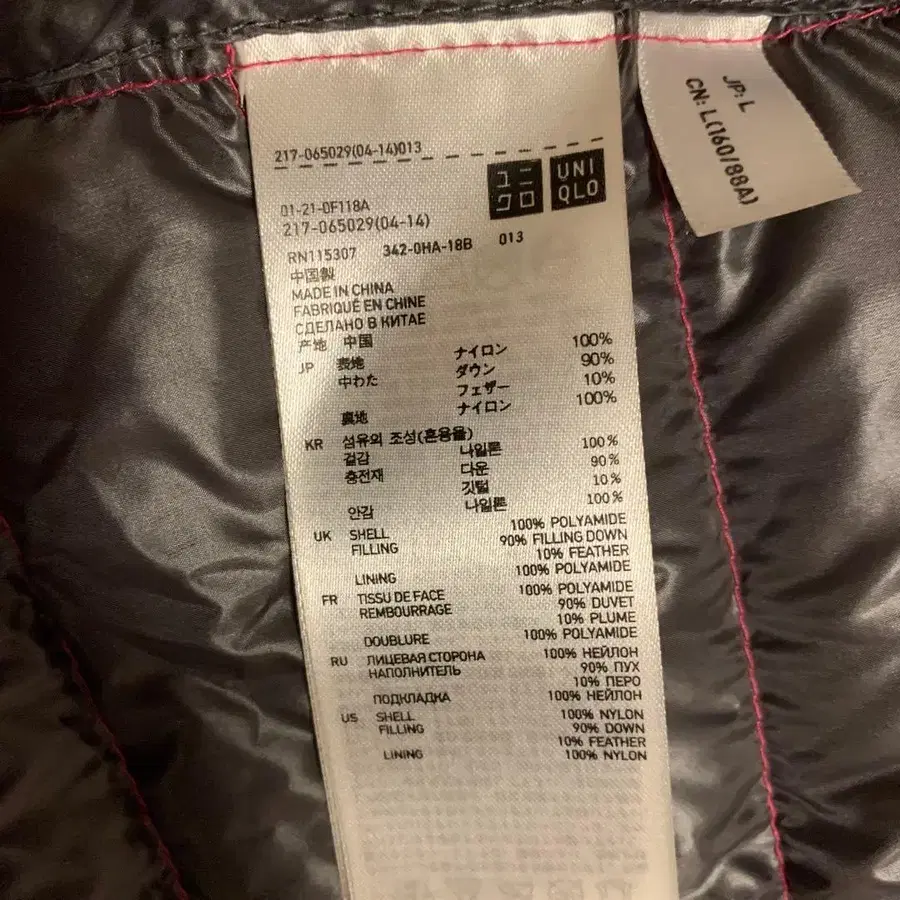 217-065029(04-14)013
ユニクロ
UNI
QLO
01-21-0F118A
217-065029(04-14)
RN115307 342-0HA-18B 013
中国製
MADE IN CHINA
FABRIQUÉ EN CHINE
СДЕЛАНО В КИТАЕ
产地 中国
JP 表地 ナイロン 100%
中わた ダウン 90%
フェザー 10%
裏地 ナイロン 100%
KR 섬유의 조성(혼용율)
겉감 나일론 100%
충전재 다운 90%
깃털 10%
안감 나일론 100%
UK SHELL 100% POLYAMIDE
FILLING 90% FILLING DOWN
10% FEATHER
LINING 100% POLYAMIDE
FR TISSU DE FACE 100% POLYAMIDE
REMBOURRAGE 90% DUVET
10% PLUME
DOUBLURE 100% POLYAMIDE
RU ЛИЦЕВАЯ СТОРОНА 100% НЕЙЛОН
НАПОЛНИТЕЛЬ 90% ПУХ
10% ПЕРО
ПОДКЛАДКА 100% НЕЙЛОН
US SHELL 100% NYLON
FILLING 90% DOWN
10% FEATHER
LINING 100% NYLON
JP: L
CN: L(160/88A)